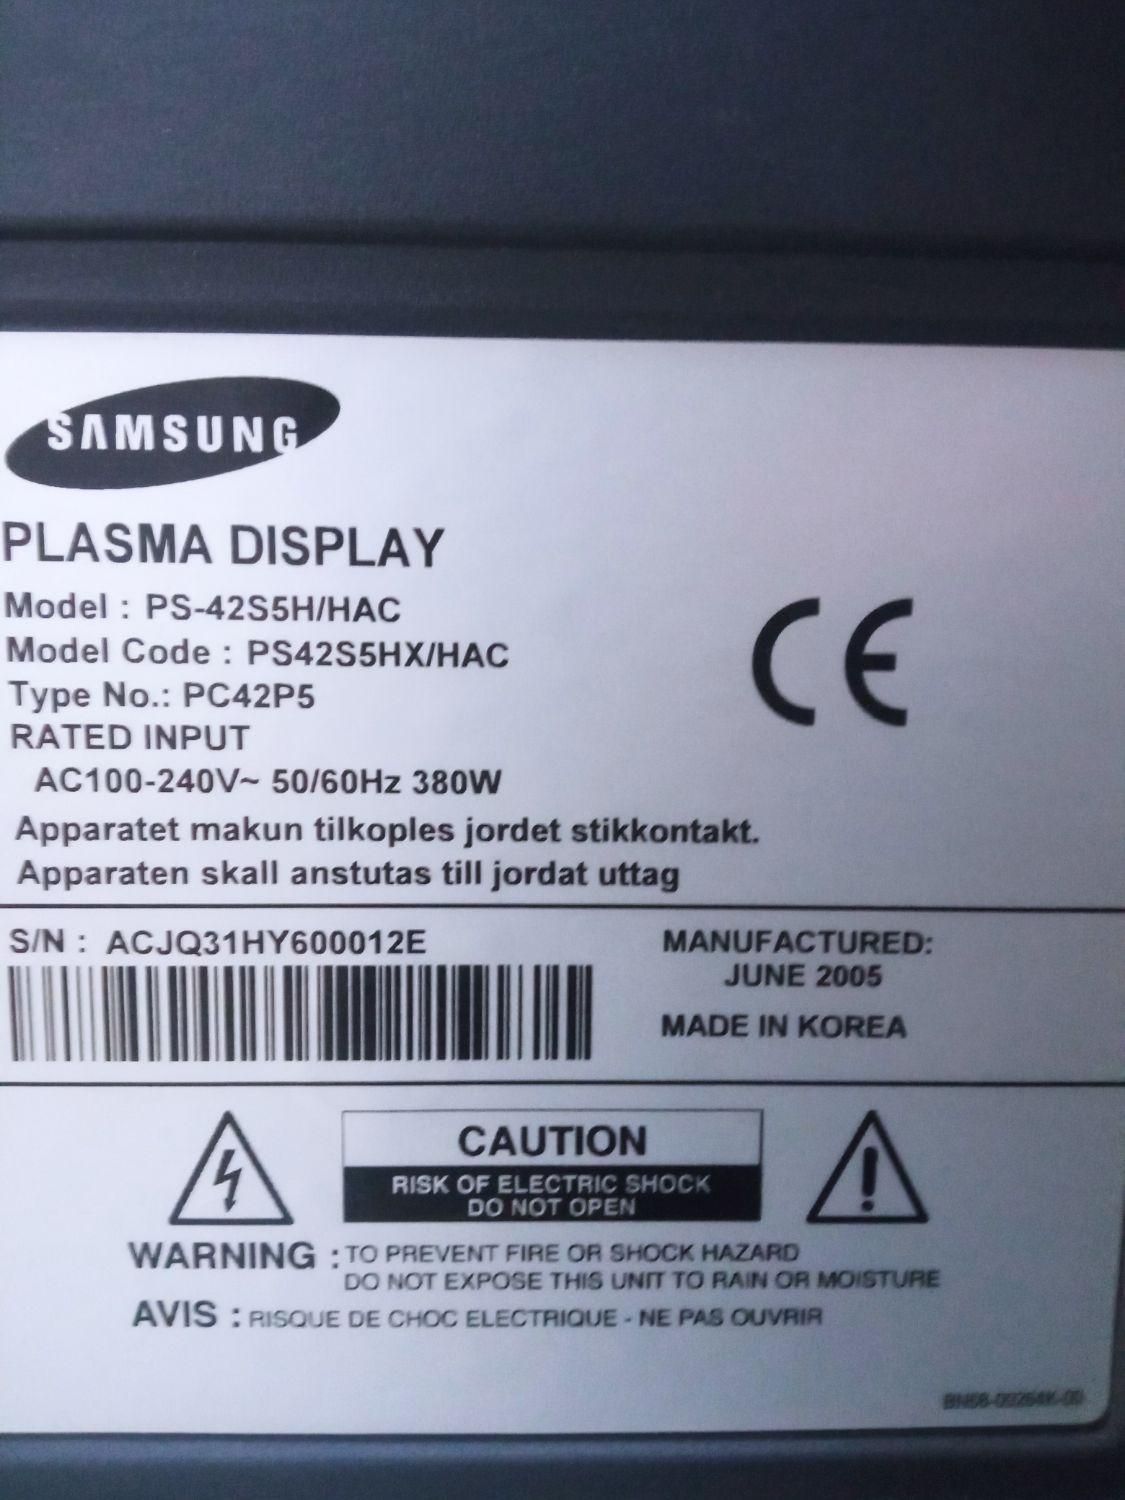 SAMSUNG
PLASMA DISPLAY
Model : PS-42S5H/HAC
Model Code : PS42S5HX/HAC
Type No.: PC42P5
RATED INPUT
AC100-240V~ 50/60Hz 380W
Apparatet makun tilkoples jordet stikkontakt.
Apparaten skall anstutas till jordat uttag
CE
S/N : ACJQ31HY600012E
MANUFACTURED:
JUNE 2005
MADE IN KOREA
CAUTION
RISK OF ELECTRIC SHOCK
DO NOT OPEN
WARNING : TO PREVENT FIRE OR SHOCK HAZARD
DO NOT EXPOSE THIS UNIT TO RAIN OR MOISTURE
AVIS : RISQUE DE CHOC ELECTRIQUE - NE PAS OUVRIR